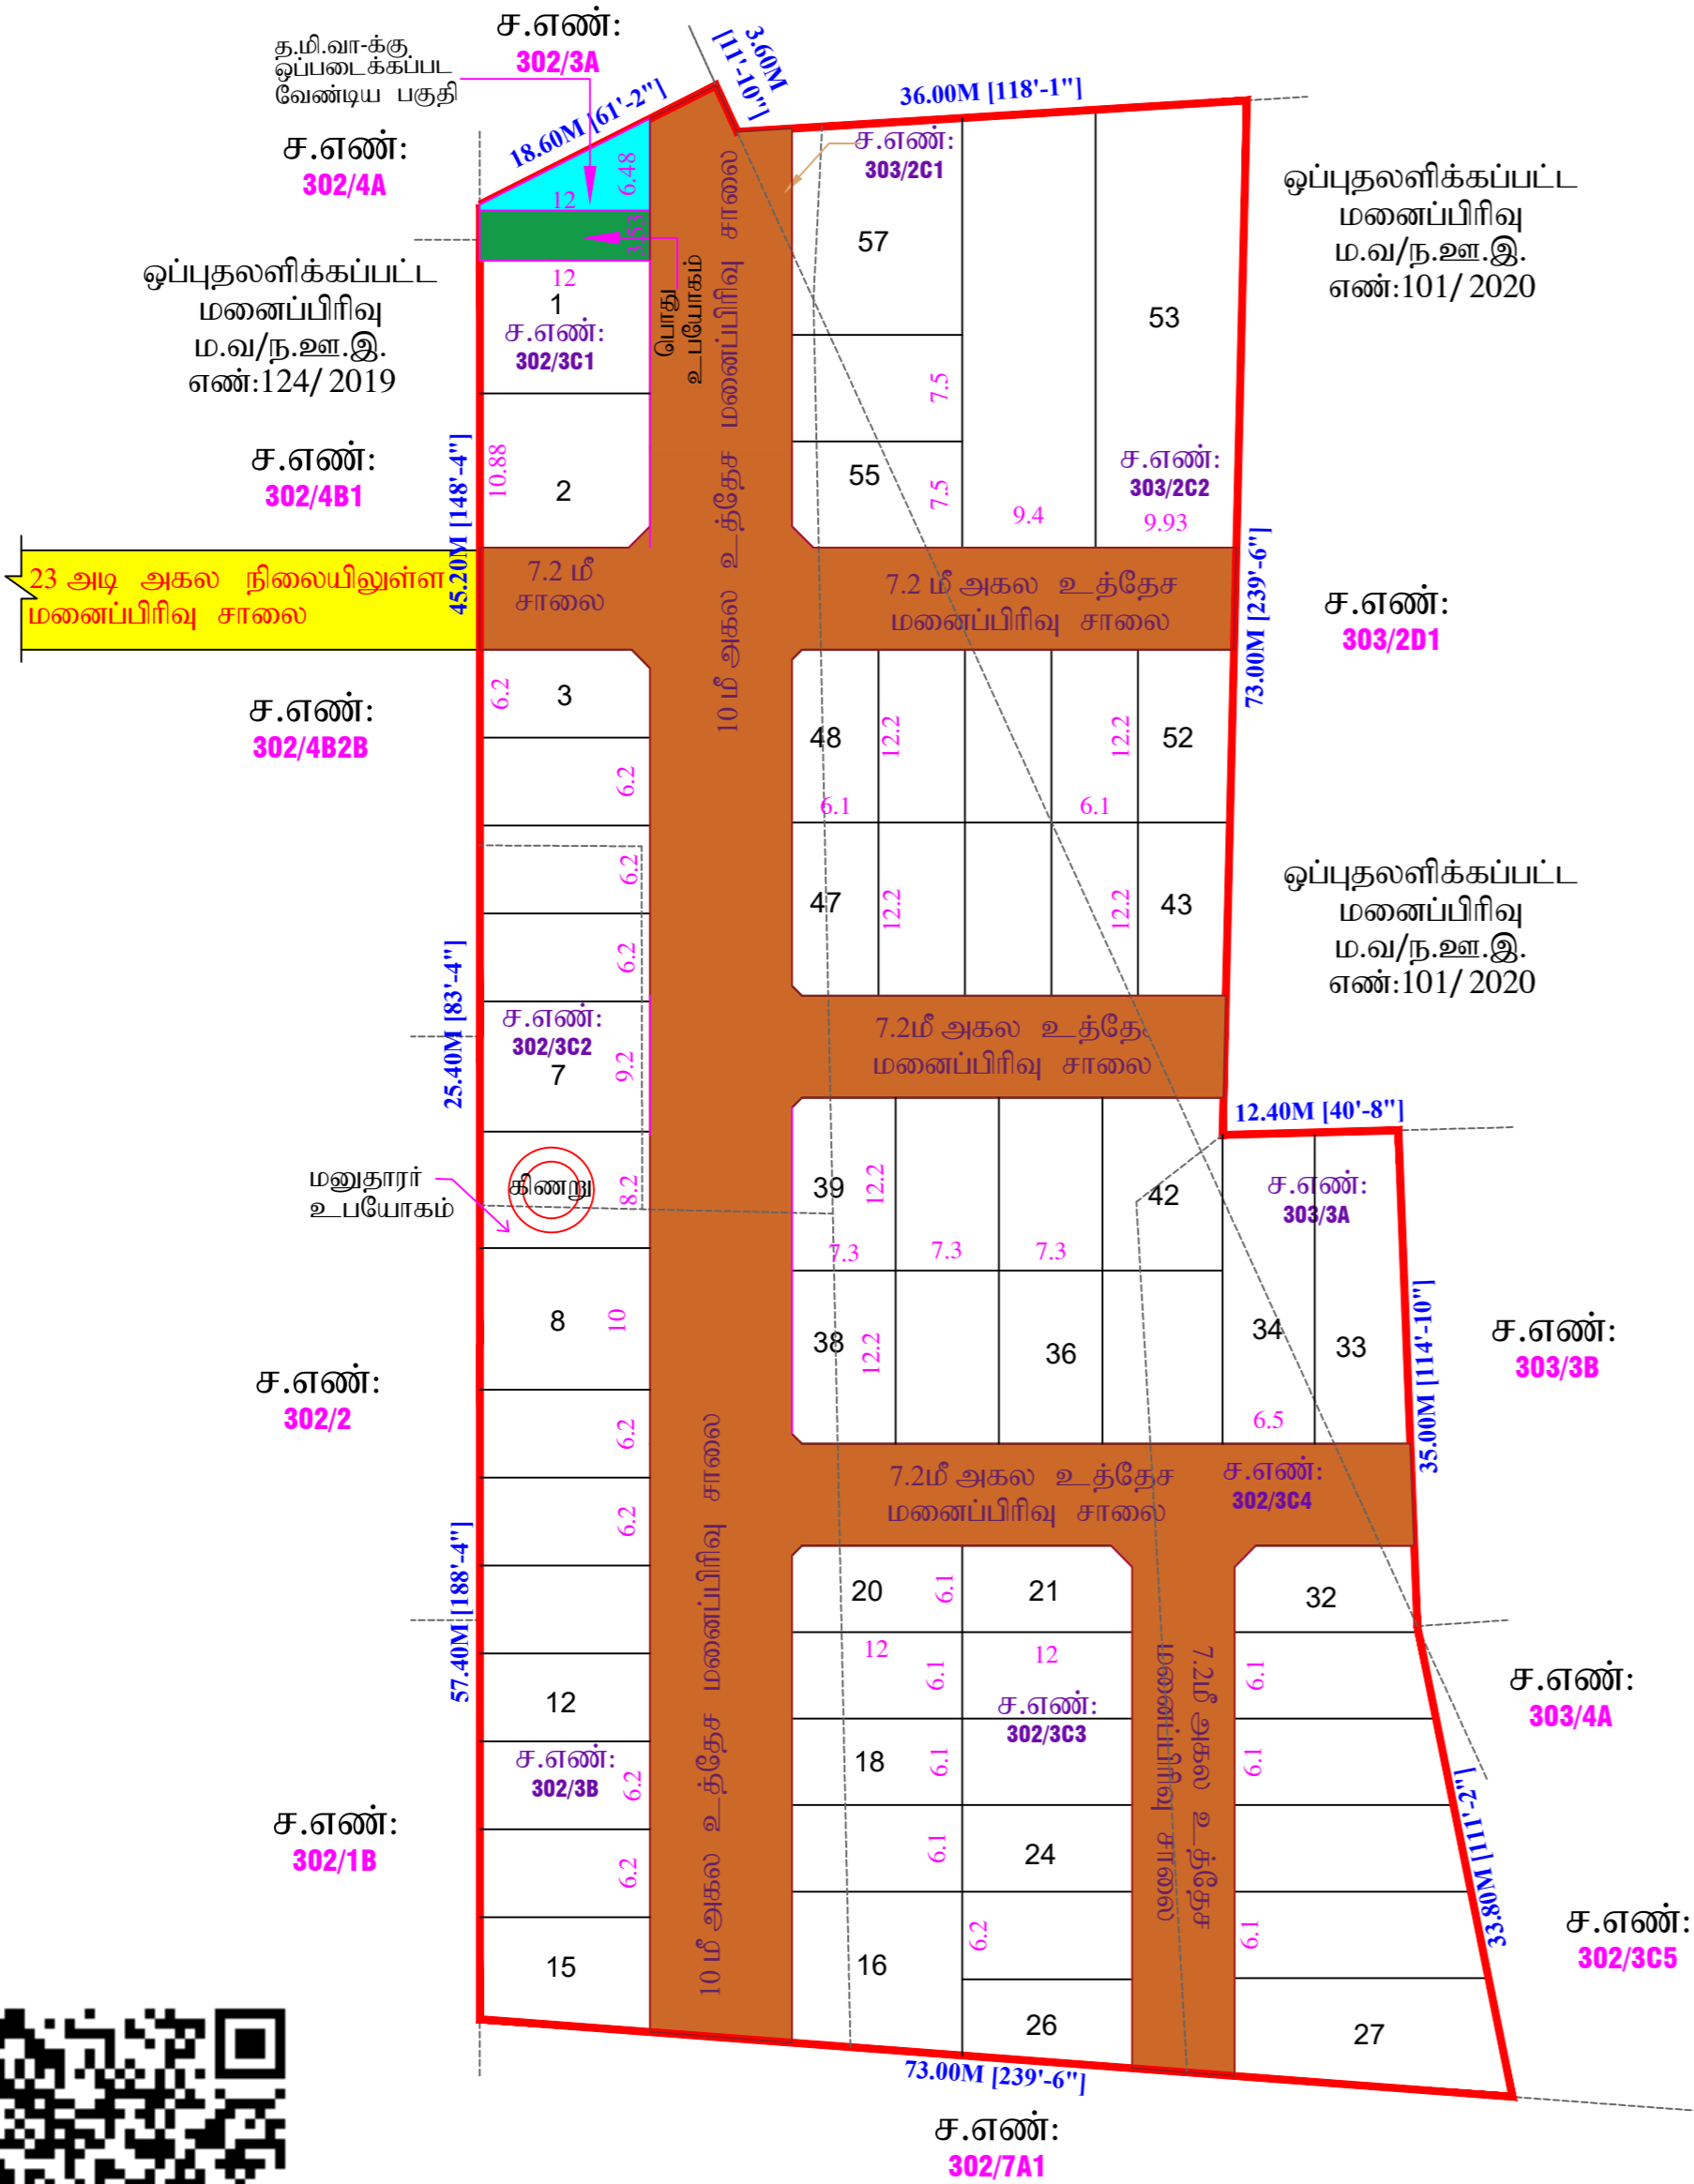 ச.எண்:
302/3A
த.மி.வா-க்கு
ஒப்படைக்கப்பட
வேண்டிய பகுதி
3.60M
[11'-10"]
36.00M [118'-1"]
18.60M [61'-2"]
ச.எண்:
302/4A
6.48
12
ச.எண்:
303/2C1
ஒப்புதலளிக்கப்பட்ட
மனைப்பிரிவு
ம.வ/ந.ஊ.இ.
எண்:101/ 2020
3.53
57
ஒப்புதலளிக்கப்பட்ட
மனைப்பிரிவு
ம.வ/ந.ஊ.இ.
எண்:124/ 2019
12
1
ச.எண்:
302/3C1
பொது
உபயோகம்
10 மீ அகல உத்தேச மனைப்பிரிவு சாலை
53
7.5
ச.எண்:
302/4B1
45.20M [148'-4"]
10.88
2
55
7.5
9.4
ச.எண்:
303/2C2
9.93
23 அடி அகல நிலையிலுள்ள
மனைப்பிரிவு சாலை
7.2 மீ
சாலை
7.2 மீ அகல உத்தேச
மனைப்பிரிவு சாலை
73.00M [239'-6"]
ச.எண்:
303/2D1
ச.எண்:
302/4B2B
6.2
3
6.2
48
12.2
12.2
52
6.1
6.1
6.2
47
12.2
12.2
43
ஒப்புதலளிக்கப்பட்ட
மனைப்பிரிவு
ம.வ/ந.ஊ.இ.
எண்:101/ 2020
6.2
25.40M [83'-4"]
ச.எண்:
302/3C2
7
9.2
7.2மீ அகல உத்தே
மனைப்பிரிவு சாலை
12.40M [40'-8"]
மனுதாரர்
உபயோகம்
கிணறு
8.2
39
12.2
42
ச.எண்:
303/3A
7.3
7.3
7.3
8
10
38
12.2
36
34
33
6.5
35.00M [114'-10"]
ச.எண்:
303/3B
ச.எண்:
302/2
6.2
6.2
10 மீ அகல உத்தேச மனைப்பிரிவு சாலை
7.2மீ அகல உத்தேச
மனைப்பிரிவு சாலை
ச.எண்:
302/3C4
57.40M [188'-4"]
20
6.1
21
32
12
6.1
12
7.2மீ அகல உத்தேச
மனைப்பிரிவு சாலை
6.1
ச.எண்:
303/4A
12
ச.எண்:
302/3C3
ச.எண்:
302/3B
6.2
18
6.1
6.1
ச.எண்:
302/1B
6.2
6.1
24
33.80M [111'-2"]
15
16
6.2
6.1
ச.எண்:
302/3C5
26
27
73.00M [239'-6"]
ச.எண்:
302/7A1